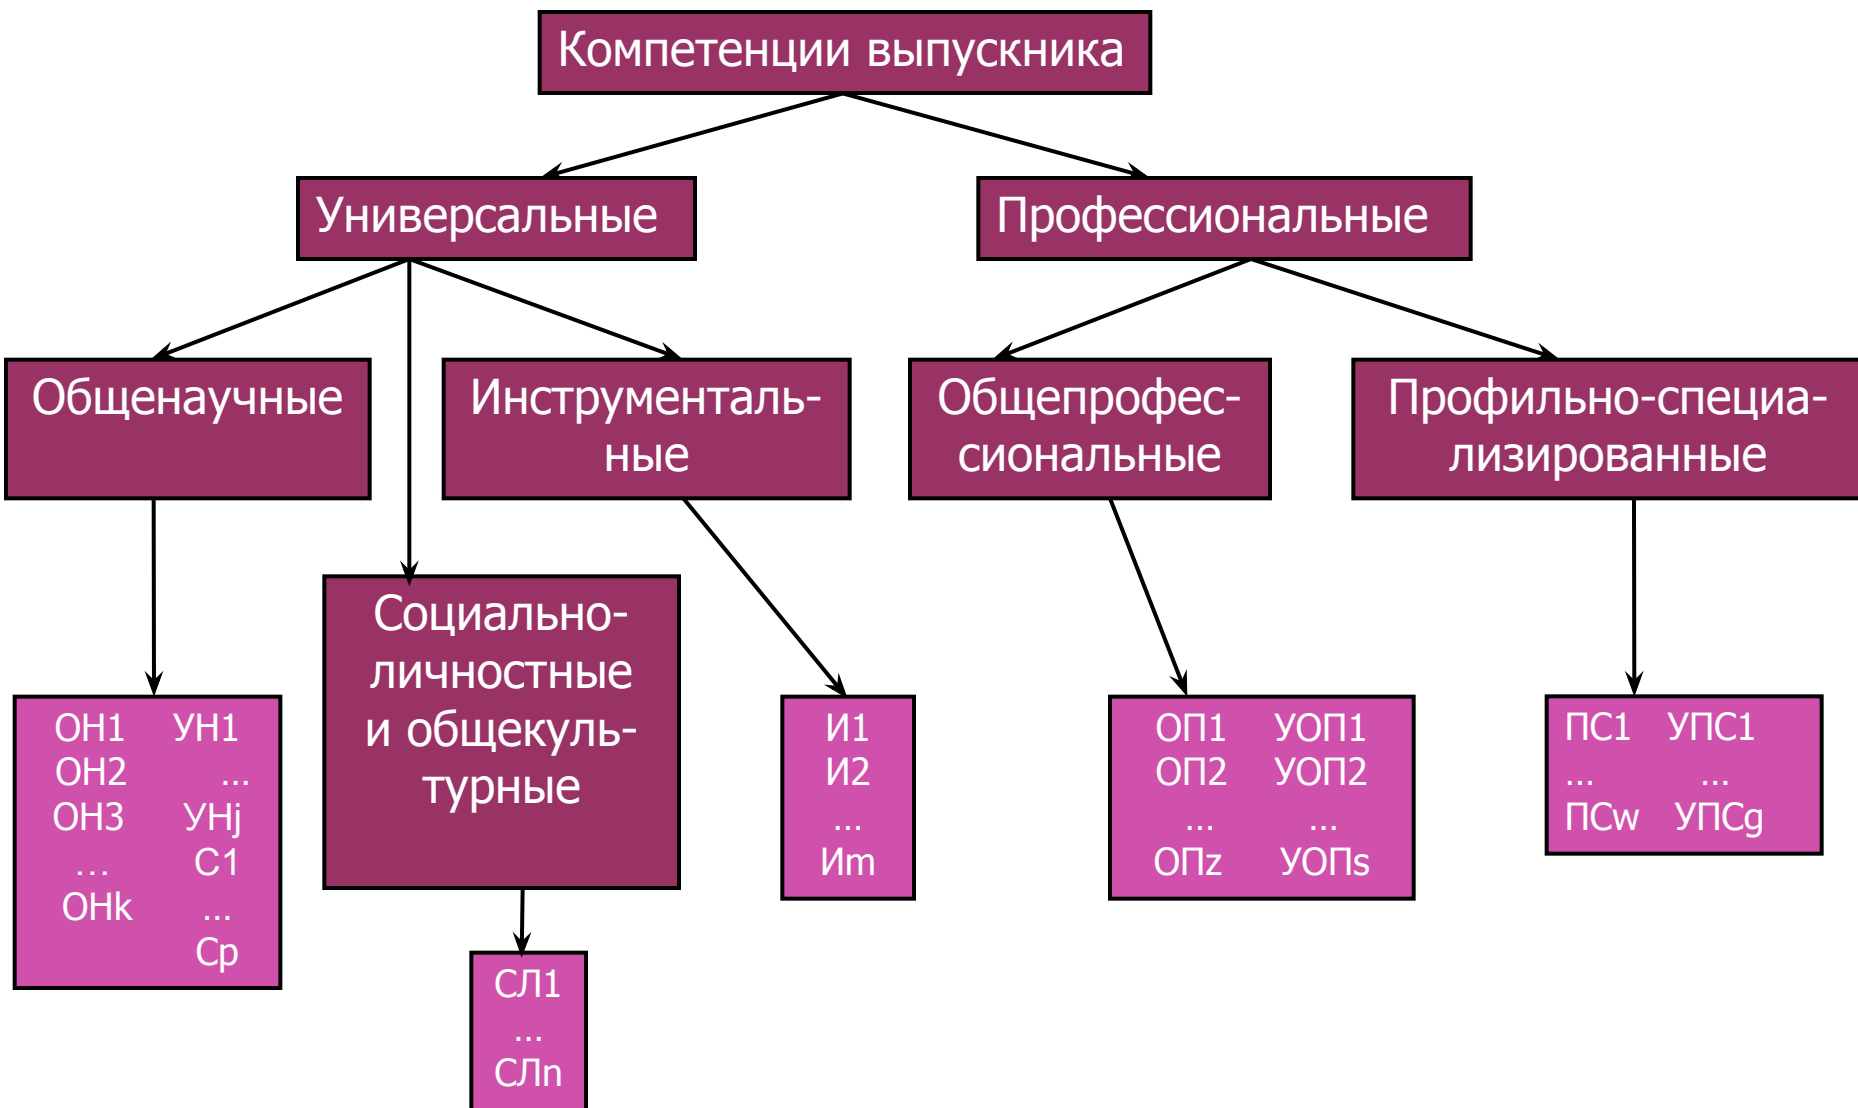 Компетенции выпускника
Универсальные
Профессиональные
Общенаучные
Инструменталь-
ные
Общепрофес-
сиональные
Профильно-специа-
лизированные
Социально-
личностные
и общекуль-
турные
ОН1 УН1
ОН2 ...
ОН3 УНj
... С1
ОНk ...
Ср
И1
И2
...
Иm
ОП1 УОП1
ОП2 УОП2
... ...
ОПz УОПs
ПС1 УПС1
... ...
ПСw УПСg
СЛ1
...
СЛn